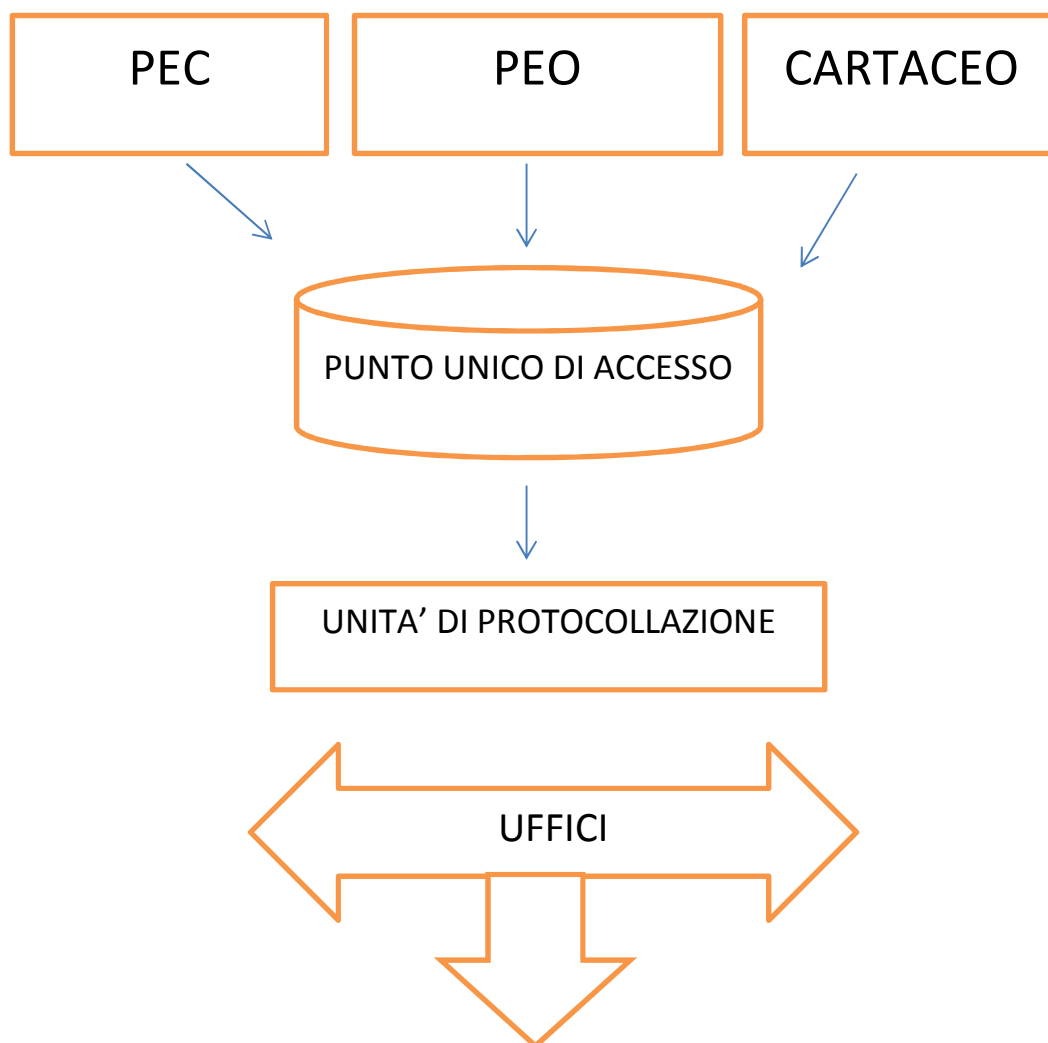 PEC
PEO
CARTACEO
PUNTO UNICO DI ACCESSO
UNITA’ DI PROTOCOLLAZIONE
UFFICI